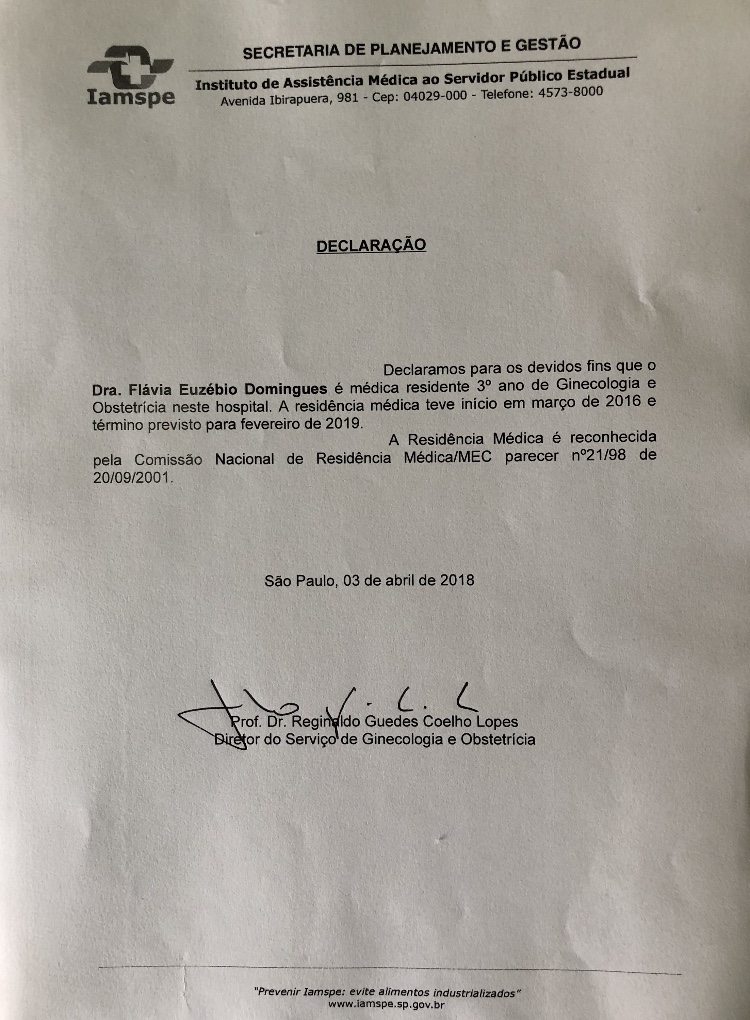 SECRETARIA DE PLANEJAMENTO E GESTÃO
Iamspe
Instituto de Assistência Médica ao Servidor Público Estadual
Avenida Ibirapuera, 981 - Cep: 04029-000 - Telefone: 4573-8000
DECLARAÇÃO
Declaramos para os devidos fins que o
Dra. Flávia Euzébio Domingues é médica residente 3º ano de Ginecologia e
Obstetrícia neste hospital. A residência médica teve início em março de 2016 e
término previsto para fevereiro de 2019.
A Residência Médica é reconhecida
pela Comissão Nacional de Residência Médica/MEC parecer nº21/98 de
20/09/2001.
São Paulo, 03 de abril de 2018
Prof. Dr. Reginaldo Guedes Coelho Lopes
Diretor do Serviço de Ginecologia e Obstetrícia
"Prevenir Iamspe: evite alimentos industrializados"
www.iamspe.sp.gov.br